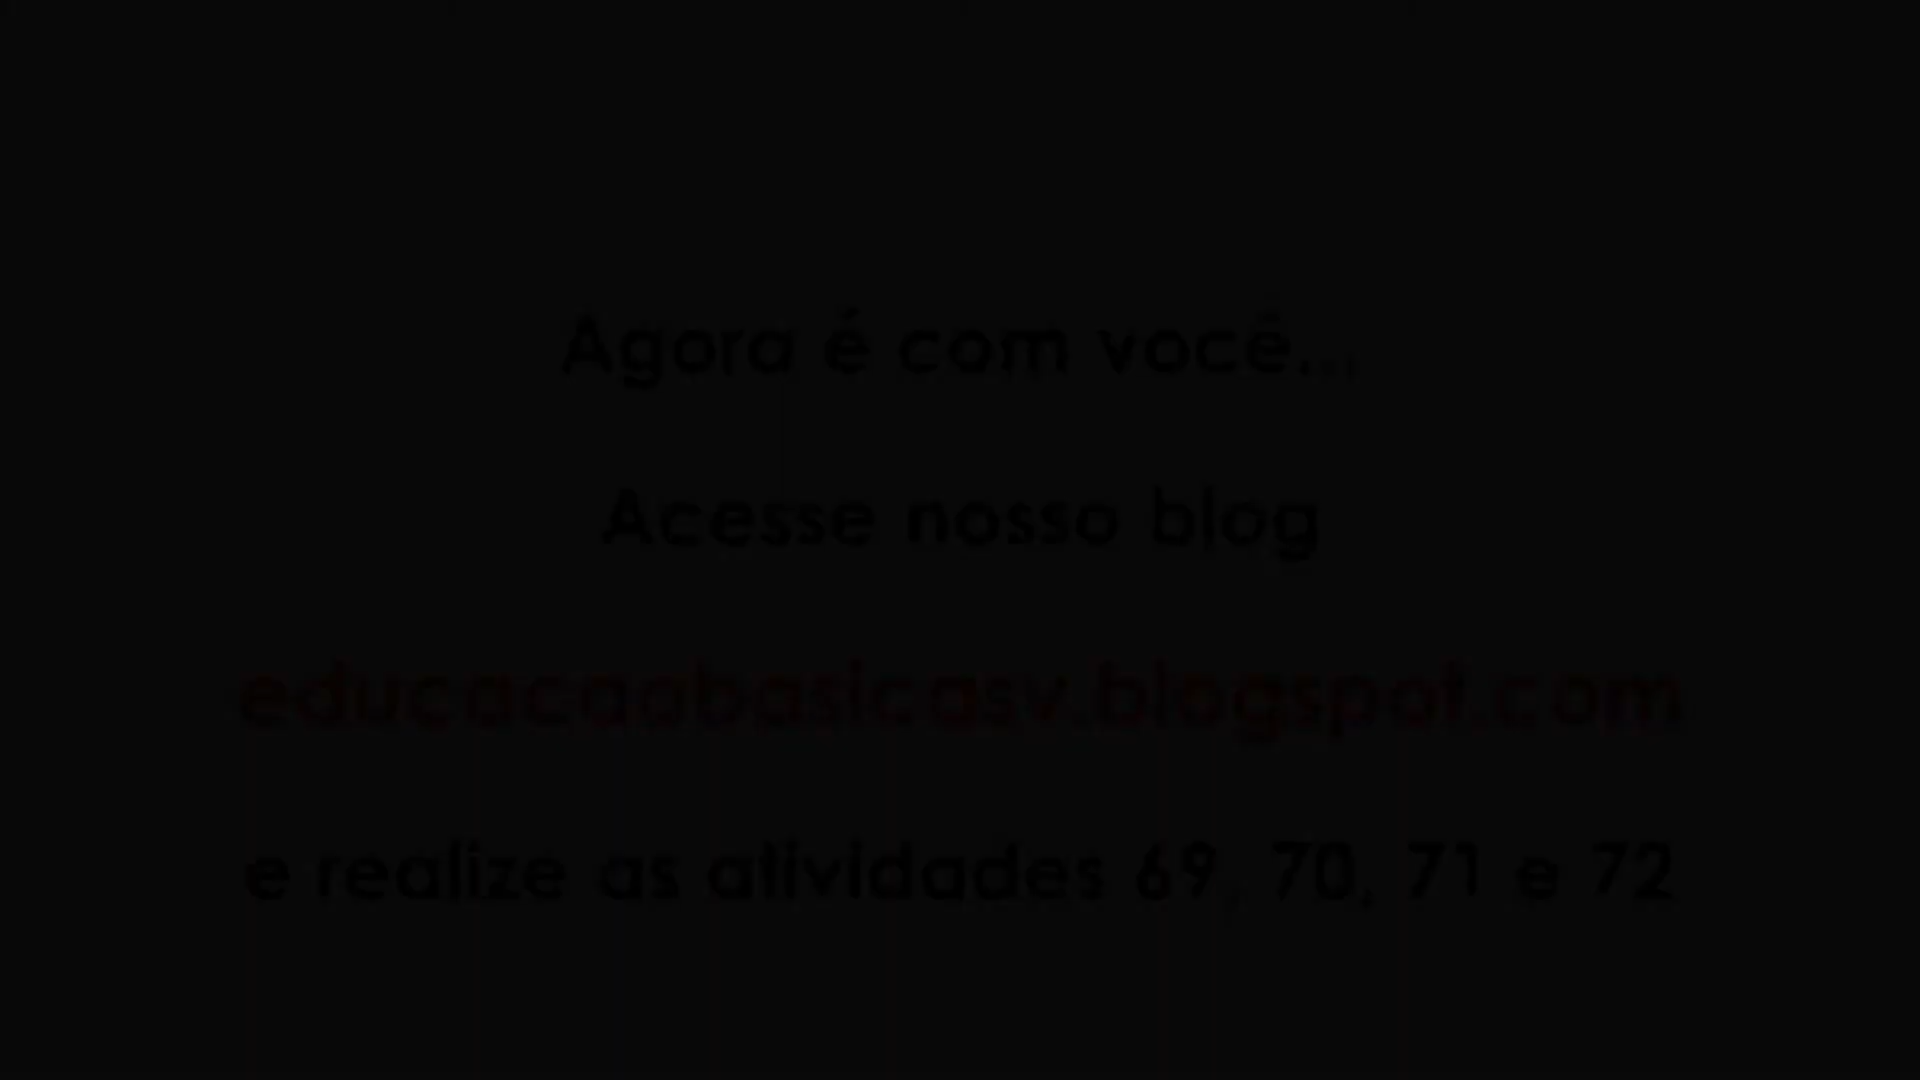 Agora é com você...
Acesse nosso blog
educacaobasicasv.blogspot.com
e realize as atividades 69, 70, 71 e 72